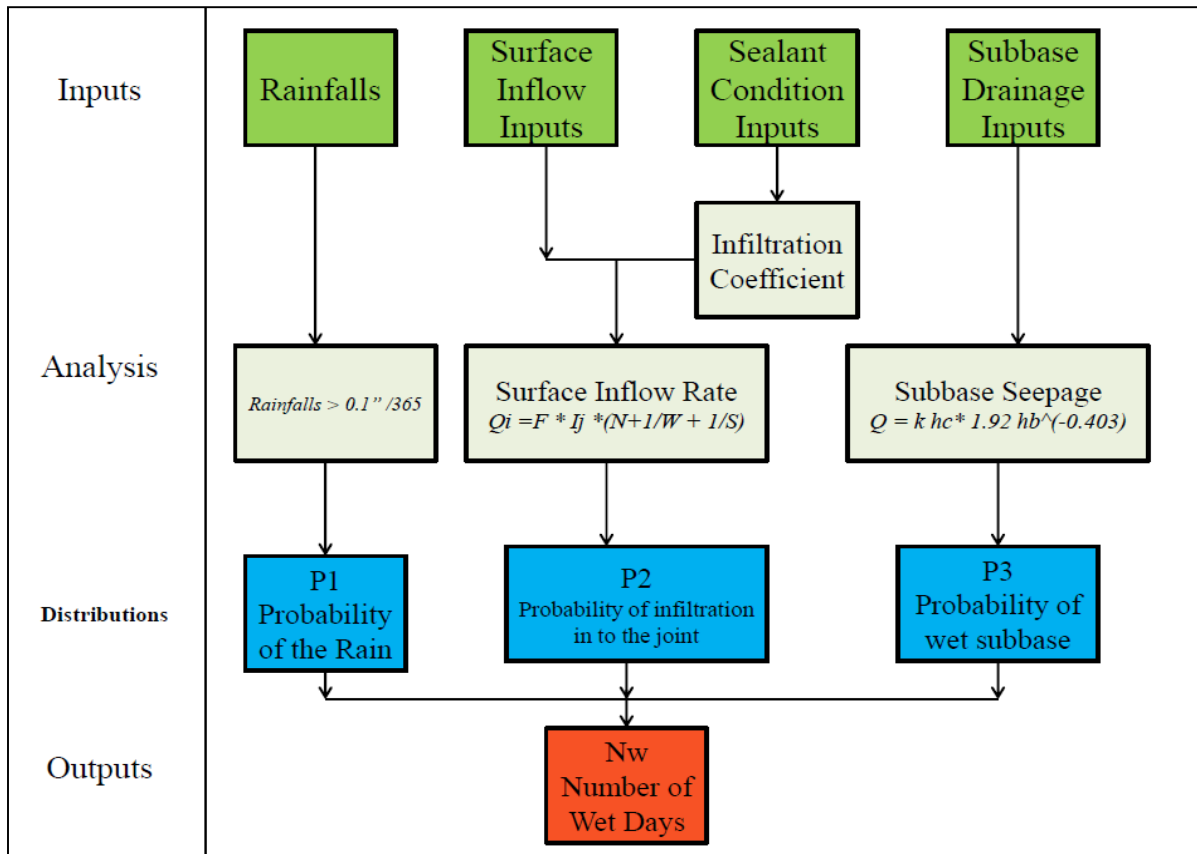 Inputs
Rainfalls
Surface
Inflow
Inputs
Sealant
Condition
Inputs
Subbase
Drainage
Inputs
Infiltration
Coefficient
Analysis
Rainfalls > 0.1” /365
Surface Inflow Rate
Qi =F * Ij *(N+1/W + 1/S)
Subbase Seepage
Q = k hc* 1.92 hb^(-0.403)
Distributions
P1
Probability
of the Rain
P2
Probability of infiltration
in to the joint
P3
Probability of
wet subbase
Outputs
Nw
Number of
Wet Days